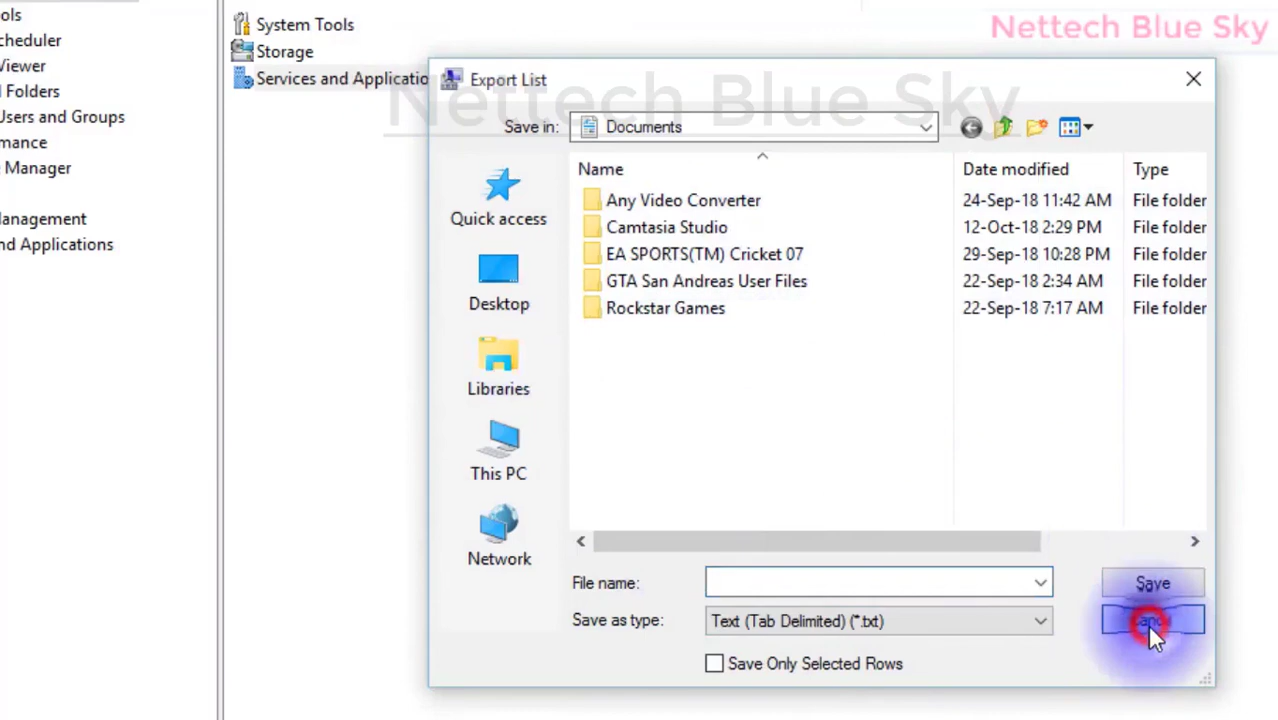 Nettech Blue Sky
ols
cheduler
Viewer
Folders
Users and Groups
mance
Manager
anagement
nd Applications
System Tools
Storage
Services and Applicatio
Export List
Nettech Blue Sky
Save in:
Documents
Name
Date modified
Type
Any Video Converter
24-Sep-18 11:42 AM
File folder
Camtasia Studio
12-Oct-18 2:29 PM
File folder
EA SPORTS(TM) Cricket 07
29-Sep-18 10:28 PM
File folder
GTA San Andreas User Files
22-Sep-18 2:34 AM
File folder
Rockstar Games
22-Sep-18 7:17 AM
File folder
Quick access
Desktop
Libraries
This PC
Network
File name:
Save
Save as type:
Text (Tab Delimited) (*.txt)
Cancel
Save Only Selected Rows